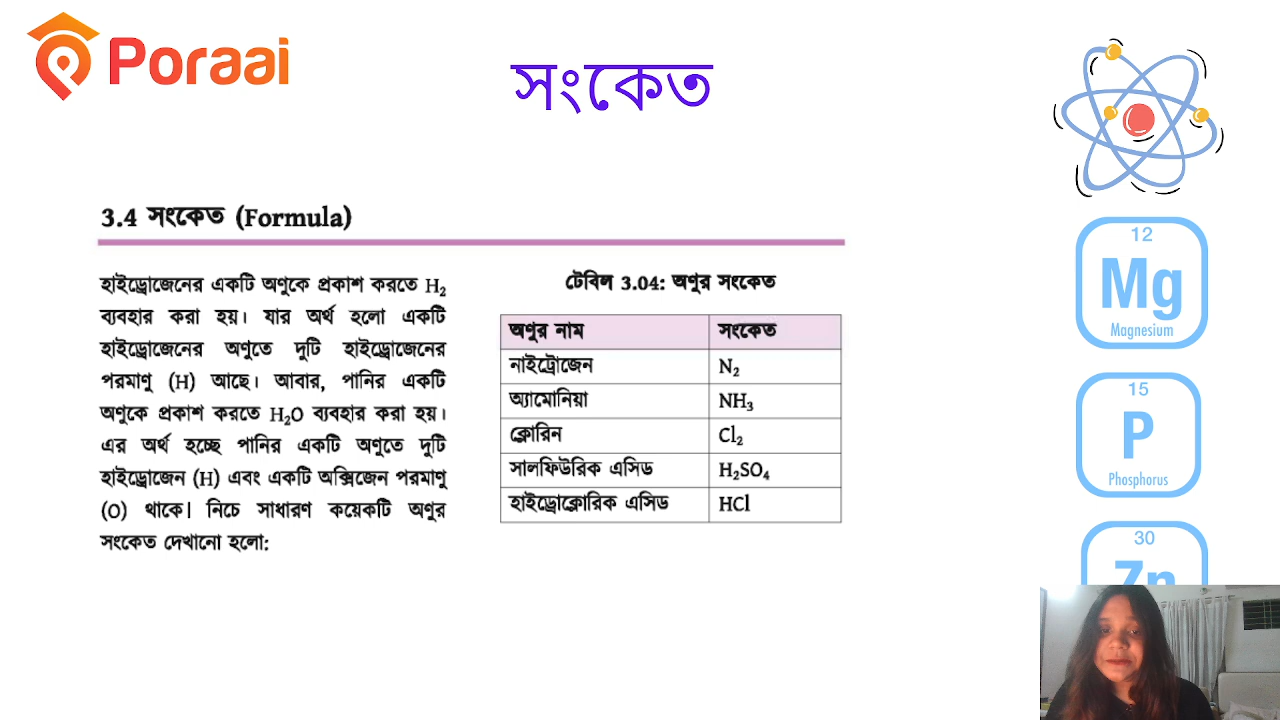 Poraai
সংকেত
3.4 সংকেত (Formula)
হাইড্রোজেনের একটি অণুকে প্রকাশ করতে H₂
ব্যবহার করা হয়। যার অর্থ হলো একটি
হাইড্রোজেনের অণুতে দুটি হাইড্রোজেনের
পরমাণু (H) আছে। আবার, পানির একটি
অণুকে প্রকাশ করতে H₂O ব্যবহার করা হয়।
এর অর্থ হচ্ছে পানির একটি অণুতে দুটি
হাইড্রোজেন (H) এবং একটি অক্সিজেন পরমাণু
(O) থাকে। নিচে সাধারণ কয়েকটি অণুর
সংকেত দেখানো হলো:
টেবিল 3.04: অণুর সংকেত
অণুর নাম সংকেত
নাইট্রোজেন N₂
অ্যামোনিয়া NH₃
ক্লোরিন Cl₂
সালফিউরিক এসিড H₂SO₄
হাইড্রোক্লোরিক এসিড HCl
12
Mg
Magnesium
15
P
Phosphorus
30
Zn